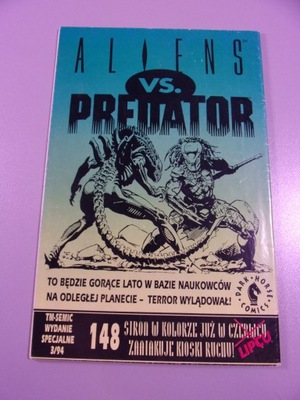 ALIENS
VS.
PREDATOR
TO BĘDZIE GORĄCE LATO W BAZIE NAUKOWCÓW
NA ODLEGŁEJ PLANECIE – TERROR WYLĄDOWAŁ!
DARK HORSE COMICS
TM-SEMIC
WYDANIE
SPECJALNE
3/94
148 STRON W KOLORZE JUŻ W CZERWCU
LIPCU
ZAATAKUJE KIOSKI RUCHU!